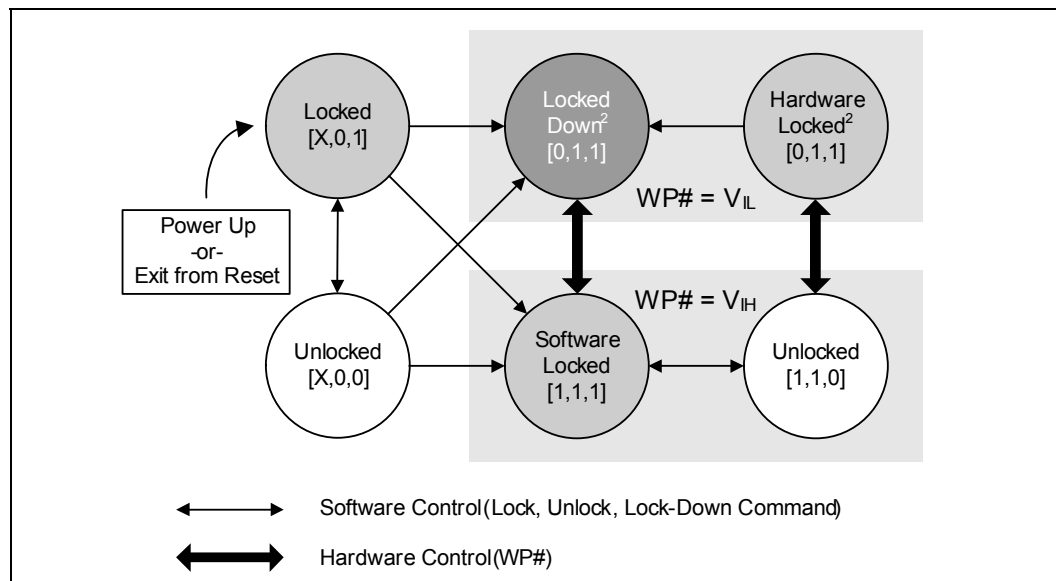 Locked
[X,0,1]
Locked
Down2
[0,1,1]
Hardware
Locked2
[0,1,1]
WP# = VIL
Power Up
-or-
Exit from Reset
WP# = VIH
Unlocked
[X,0,0]
Software
Locked
[1,1,1]
Unlocked
[1,1,0]
Software Control(Lock, Unlock, Lock-Down Command)
Hardware Control(WP#)